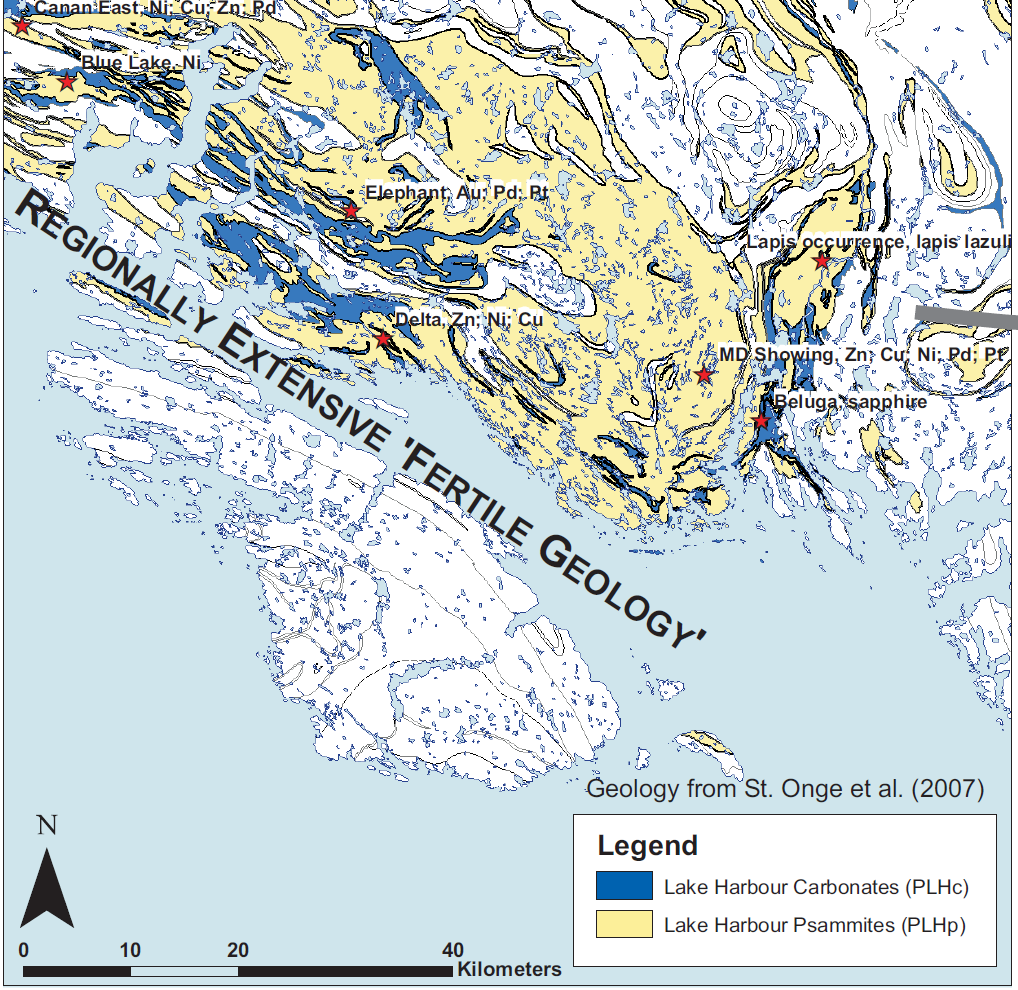 Canan East, Ni; Cu; Zn; Pd
Blue Lake, Ni
Elephant, Au; Pd; Pt
Lapis occurrence, lapis lazuli
REGIONALLY EXTENSIVE 'FERTILE GEOLOGY'
Delta, Zn; Ni; Cu
MD Showing, Zn; Cu; Ni; Pd; Pt
Beluga, sapphire
Geology from St. Onge et al. (2007)
N
Legend
Lake Harbour Carbonates (PLHc)
Lake Harbour Psammites (PLHp)
0 10 20 40
Kilometers